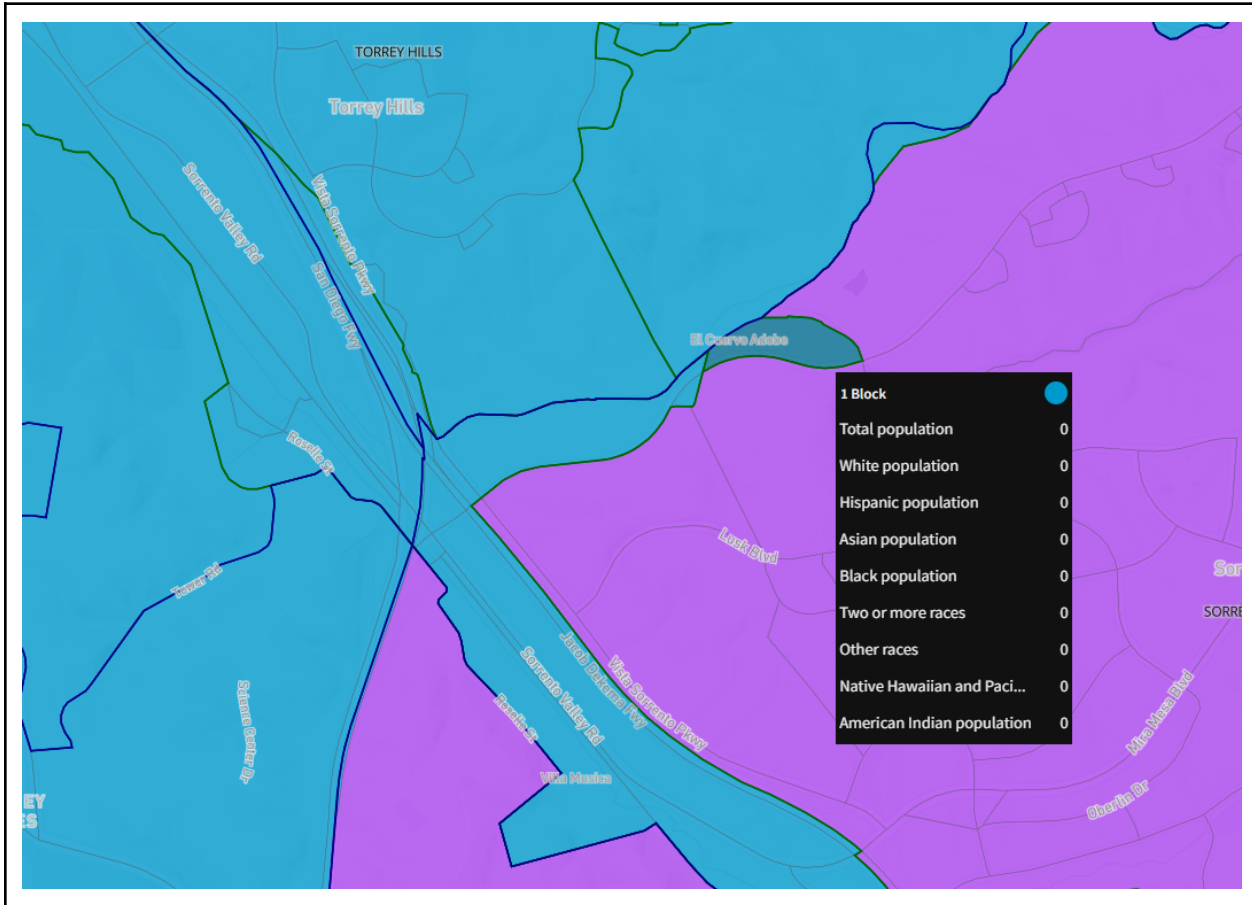 TORREY HILLS
Torrey Hills
Sorrento Valley Rd
Vista Sorrento Pkwy
San Diego Fwy
El Cuervo Adobe
1 Block
Total population 0
White population 0
Hispanic population 0
Asian population 0
Black population 0
Two or more races 0
Other races 0
Native Hawaiian and Paci... 0
American Indian population 0
Roselle St
Lusk Blvd
Tower Rd
Sor
SORRE
Science Center Dr
Roselle St
Sorrento Valley Rd
Jacob Dekema Fwy
Vista Sorrento Pkwy
Mira Mesa Blvd
Villa Musica
Oberlin Dr
EY
ES